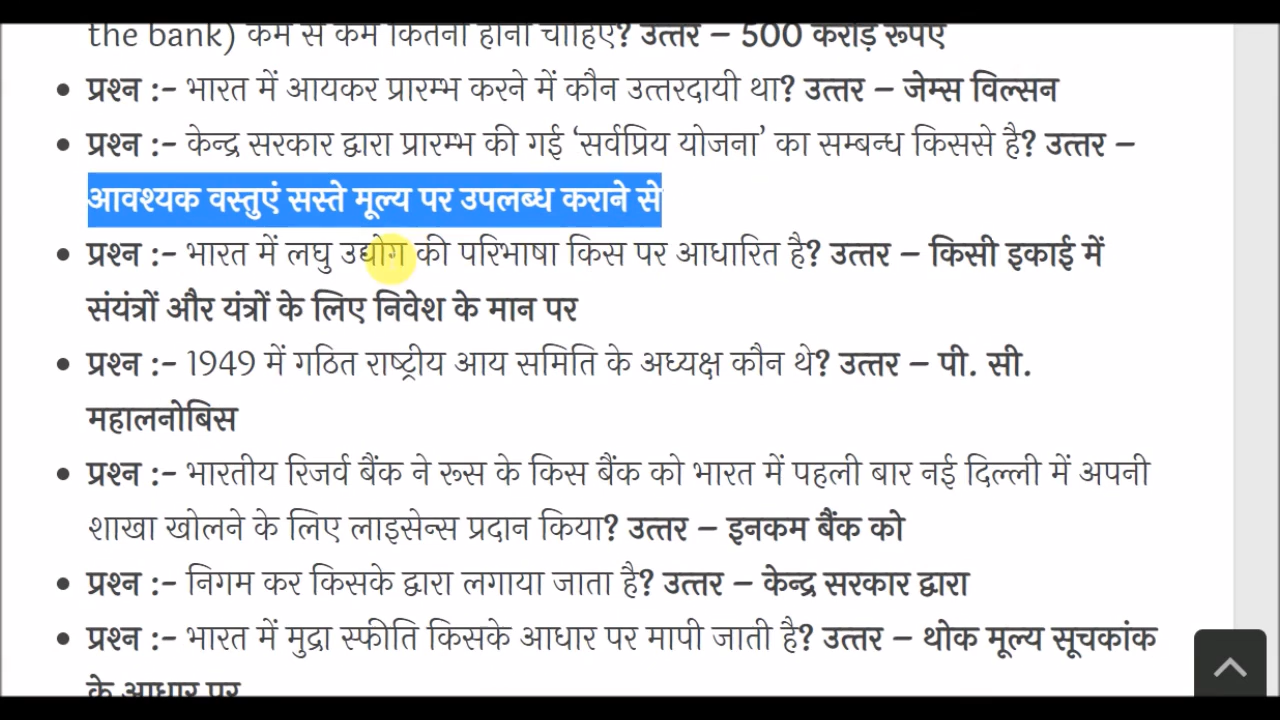 the bank) कम से कम कितनी होनी चाहिए? उत्तर – 500 करोड़ रूपए
प्रश्न :- भारत में आयकर प्रारम्भ करने में कौन उत्तरदायी था? उत्तर – जेम्स विल्सन
प्रश्न :- केन्द्र सरकार द्वारा प्रारम्भ की गई ‘सर्वप्रिय योजना’ का सम्बन्ध किससे है? उत्तर –
आवश्यक वस्तुएं सस्ते मूल्य पर उपलब्ध कराने से
प्रश्न :- भारत में लघु उद्योग की परिभाषा किस पर आधारित है? उत्तर – किसी इकाई में
संयंत्रों और यंत्रों के लिए निवेश के मान पर
प्रश्न :- 1949 में गठित राष्ट्रीय आय समिति के अध्यक्ष कौन थे? उत्तर – पी. सी.
महालनोबिस
प्रश्न :- भारतीय रिजर्व बैंक ने रूस के किस बैंक को भारत में पहली बार नई दिल्ली में अपनी
शाखा खोलने के लिए लाइसेन्स प्रदान किया? उत्तर – इनकम बैंक को
प्रश्न :- निगम कर किसके द्वारा लगाया जाता है? उत्तर – केन्द्र सरकार द्वारा
प्रश्न :- भारत में मुद्रा स्फीति किसके आधार पर मापी जाती है? उत्तर – थोक मूल्य सूचकांक
के आधार पर